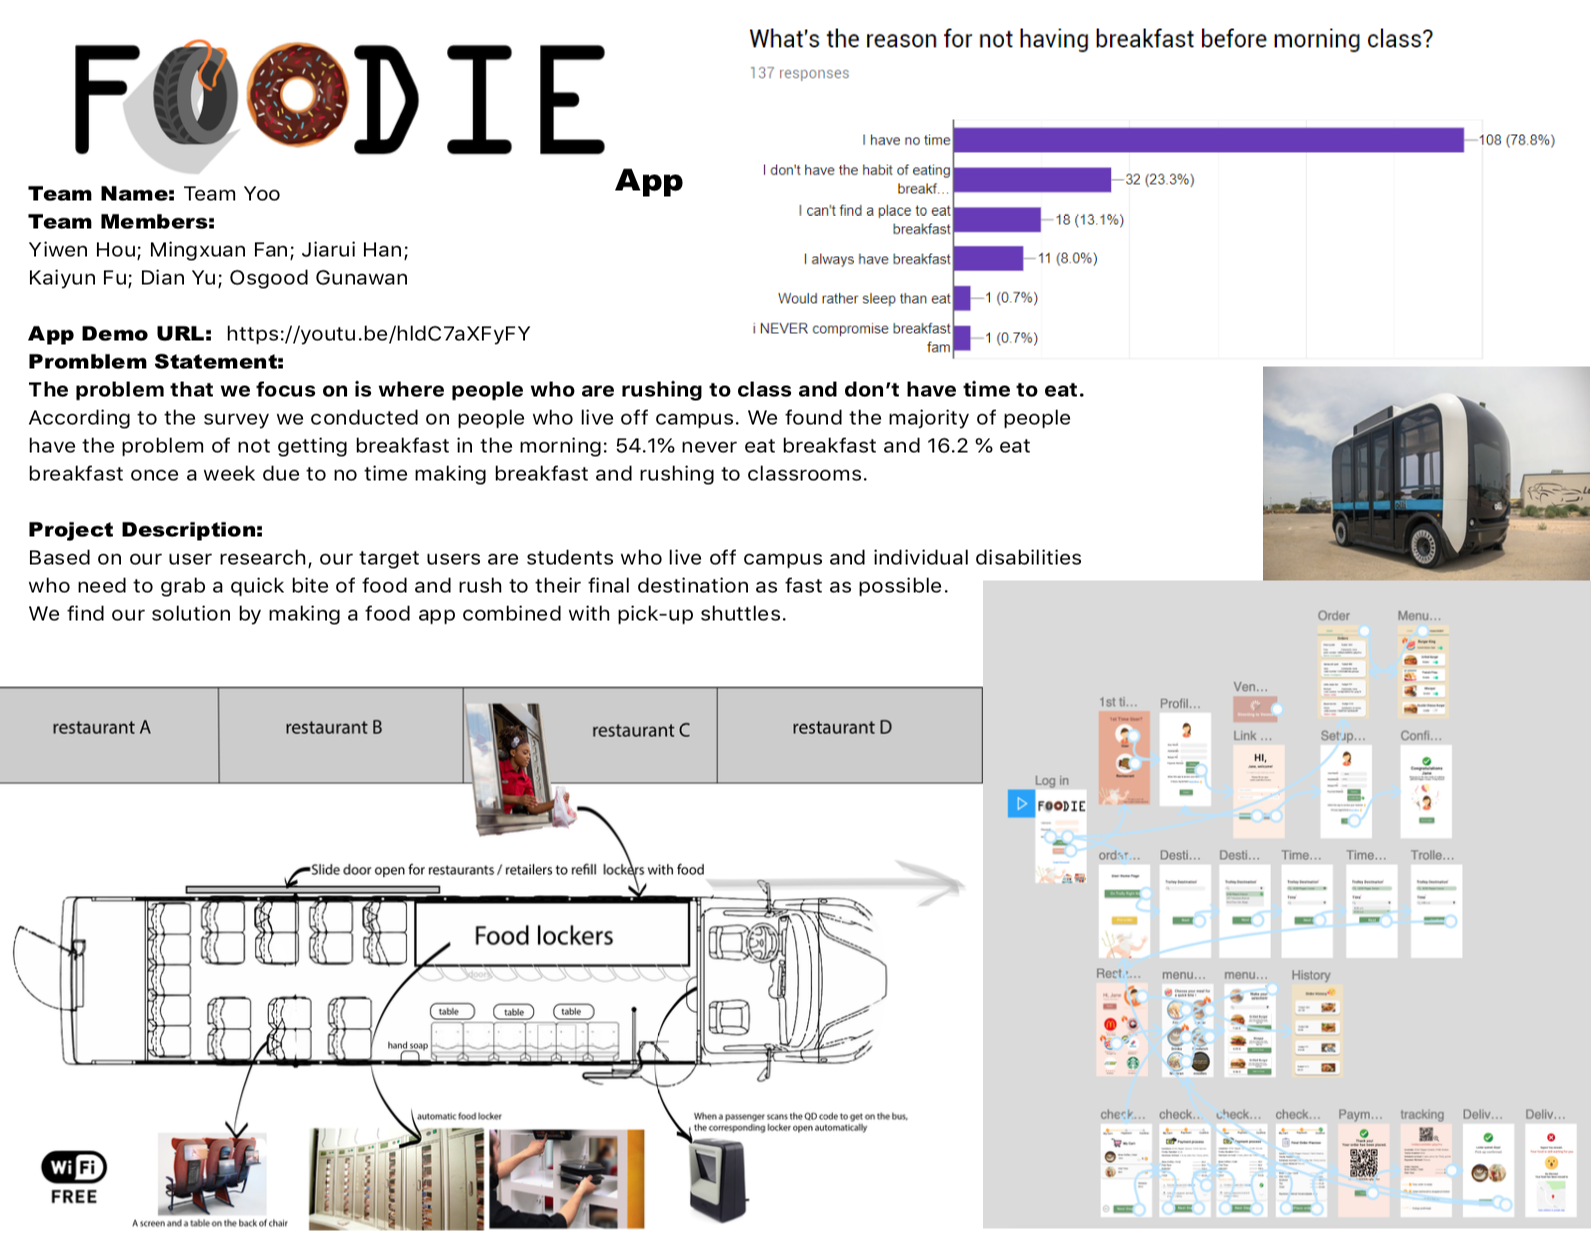 FOODIE
App
Team Name: Team Yoo
Team Members:
Yiwen Hou; Mingxuan Fan; Jiarui Han;
Kaiyun Fu; Dian Yu; Osgood Gunawan
App Demo URL: https://youtu.be/hldC7aXFyFY
Promblem Statement:
The problem that we focus on is where people who are rushing to class and don't have time to eat.
According to the survey we conducted on people who live off campus. We found the majority of people
have the problem of not getting breakfast in the morning: 54.1% never eat breakfast and 16.2 % eat
breakfast once a week due to no time making breakfast and rushing to classrooms.
Project Description:
Based on our user research, our target users are students who live off campus and individual disabilities
who need to grab a quick bite of food and rush to their final destination as fast as possible.
We find our solution by making a food app combined with pick-up shuttles.
What's the reason for not having breakfast before morning class?
137 responses
I have no time
108 (78.8%)
I don't have the habit of eating
breakf...
32 (23.3%)
I can't find a place to eat
breakfast
18 (13.1%)
I always have breakfast
11 (8.0%)
Would rather sleep than eat
1 (0.7%)
i NEVER compromise breakfast
fam
1 (0.7%)
restaurant A
restaurant B
restaurant C
restaurant D
Slide door open for restaurants / retailers to refill lockers with food
Food lockers
door
table
table
table
hand soap
automatic food locker
When a passenger scans the QD code to get on the bus,
the corresponding locker open automatically
WiFi
FREE
A screen and a table on the back of chair
Order
Menu...
Ven...
1st ti...
Profil...
Link ...
Setup...
Confi...
HI,
Log in
FOODIE
order...
Desti...
Desti...
Time...
Time...
Trolle...
menu...
menu...
History
check...
check...
check...
check...
Paym...
tracking
Deliv...
Deliv...